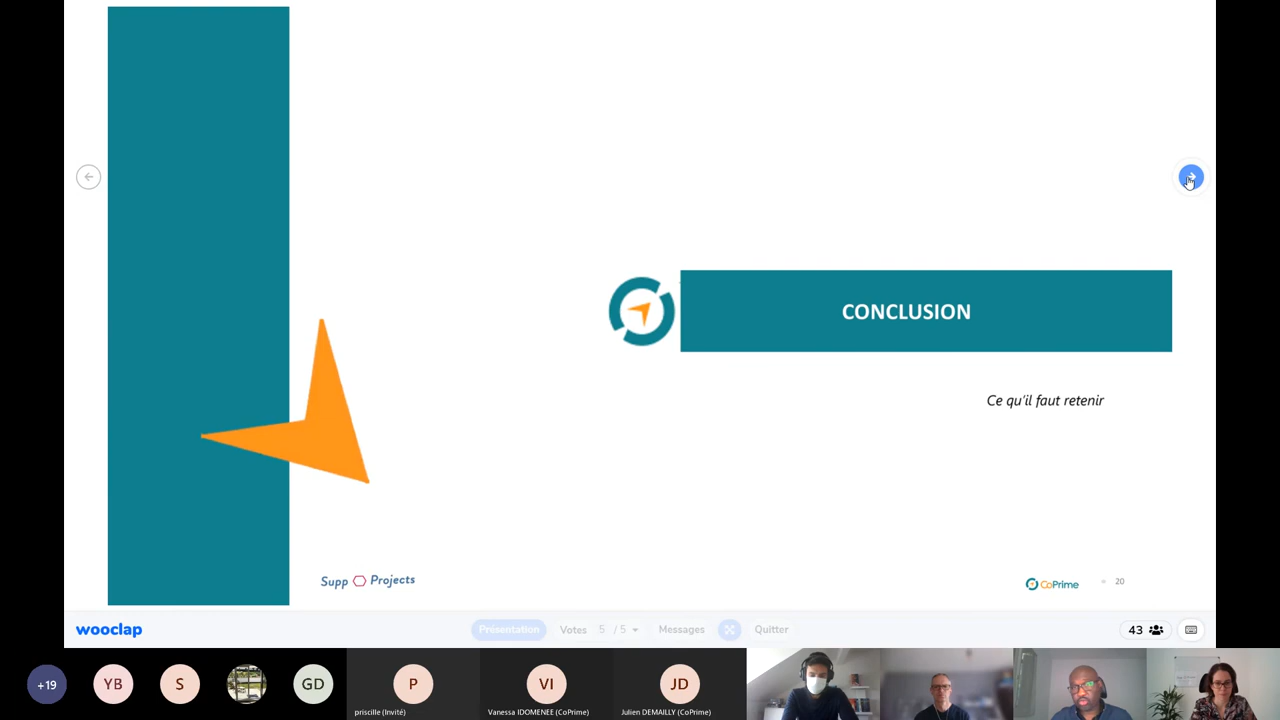 CONCLUSION
Ce qu'il faut retenir
Supp Projects
CoPrime
20
wooclap
Présentation
Votes 5 / 5
Messages
Quitter
43
+19
YB
S
GD
P
priscille (Invité)
VI
Vanessa IDOMENEE (CoPrime)
JD
Julien DEMAILLY (CoPrime)